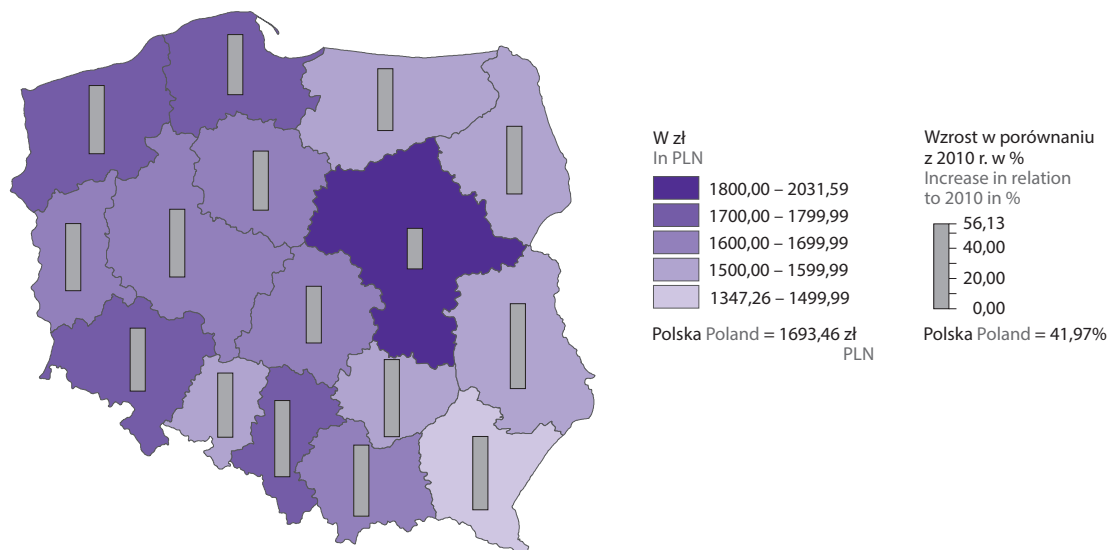 W zł
In PLN
1800,00 – 2031,59
1700,00 – 1799,99
1600,00 – 1699,99
1500,00 – 1599,99
1347,26 – 1499,99
Polska Poland = 1693,46 zł
PLN
Wzrost w porównaniu
z 2010 r. w %
Increase in relation
to 2010 in %
56,13
40,00
20,00
0,00
Polska Poland = 41,97%